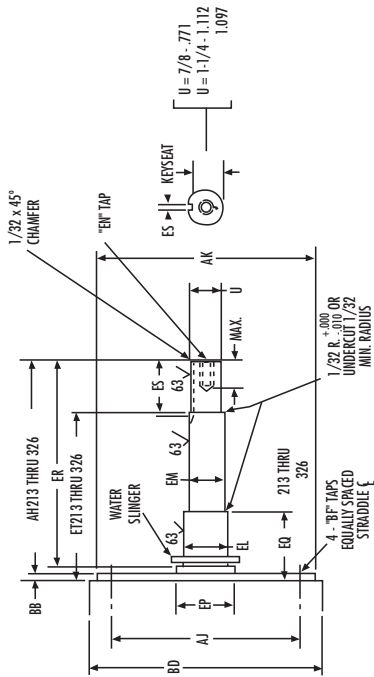 U = 7/8 - .771
U = 1-1/4 - 1.112
1.097
KEYSEAT
ES
1/32 x 45°
CHAMFER
"EN" TAP
AK
U
MAX.
1/32 R. +.000
-.010 OR
UNDERCUT 1/32
MIN. RADIUS
AH213 THRU 326
ER
ET213 THRU 326
ES
63
63
63
EM
WATER
SLINGER
213 THRU
326
EL
EQ
4 - "BF" TAPS
EQUALLY SPACED
STRADDLE ℄
BB
EP
AJ
BD